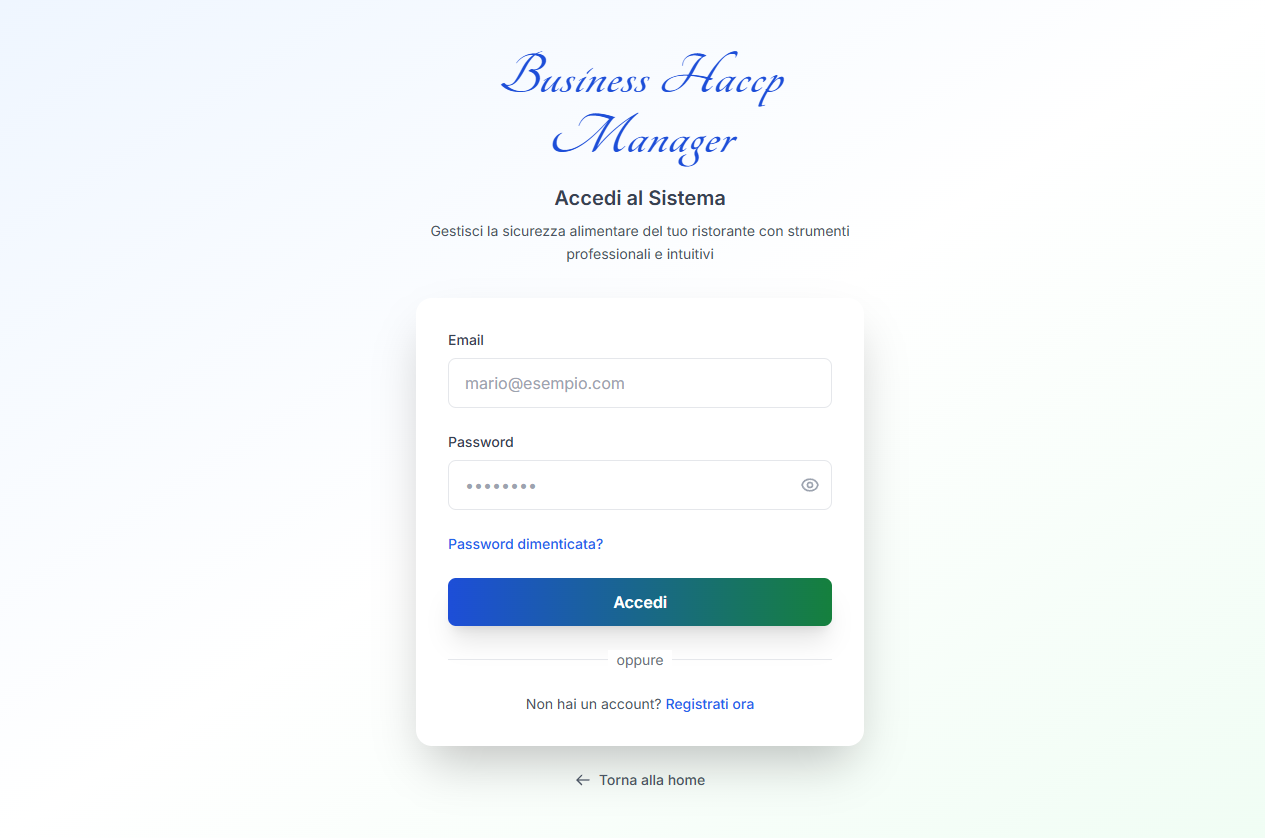 Business Haccp
Manager
Accedi al Sistema
Gestisci la sicurezza alimentare del tuo ristorante con strumenti
professionali e intuitivi
Email
mario@esempio.com
Password
••••••••
Password dimenticata?
Accedi
oppure
Non hai un account? Registrati ora
← Torna alla home